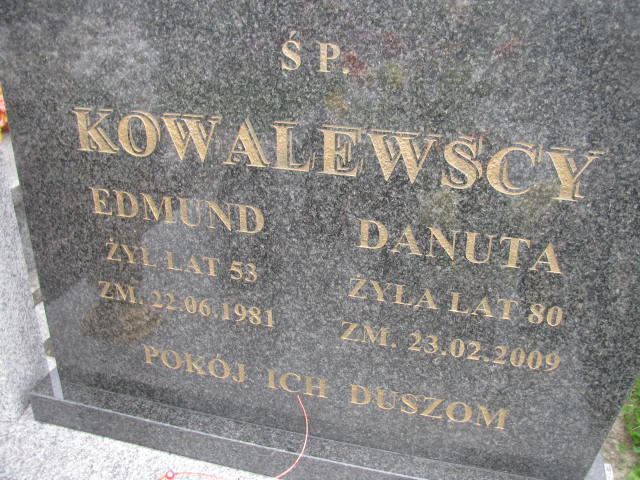 Ś P.
KOWALEWSCY
EDMUND
ŻYŁ LAT 53
ZM. 22.06.1981
DANUTA
ŻYŁA LAT 80
ZM. 23.02.2009
POKÓJ ICH DUSZOM